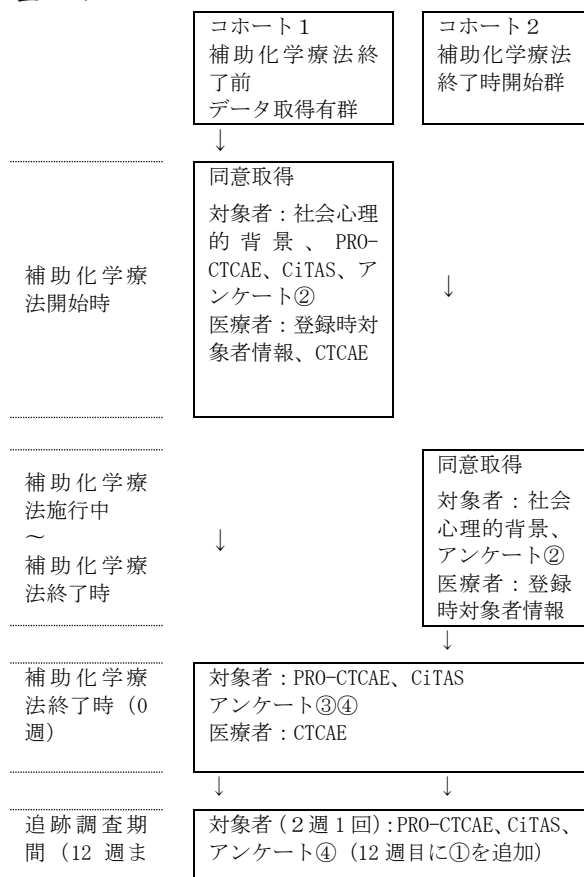 コホート1
補助化学療法終
了前
データ取得有群
コホート2
補助化学療法
終了時開始群
↓
補助化学療
法開始時
同意取得
対象者：社会心理
的背景、PRO-
CTCAE、CiTAS、ア
ンケート②
医療者：登録時対
象者情報、CTCAE
↓
補助化学療
法施行中
～
補助化学療
法終了時
↓
同意取得
対象者：社会
心理的背景、
アンケート②
医療者：登録
時対象者情報
↓
補助化学療
法終了時（0
週）
対象者：PRO-CTCAE、CiTAS
アンケート③④
医療者：CTCAE
↓ ↓
追跡調査期
間（12 週ま
対象者（２週１回）：PRO-CTCAE、CiTAS、
アンケート④（12 週目に①を追加）